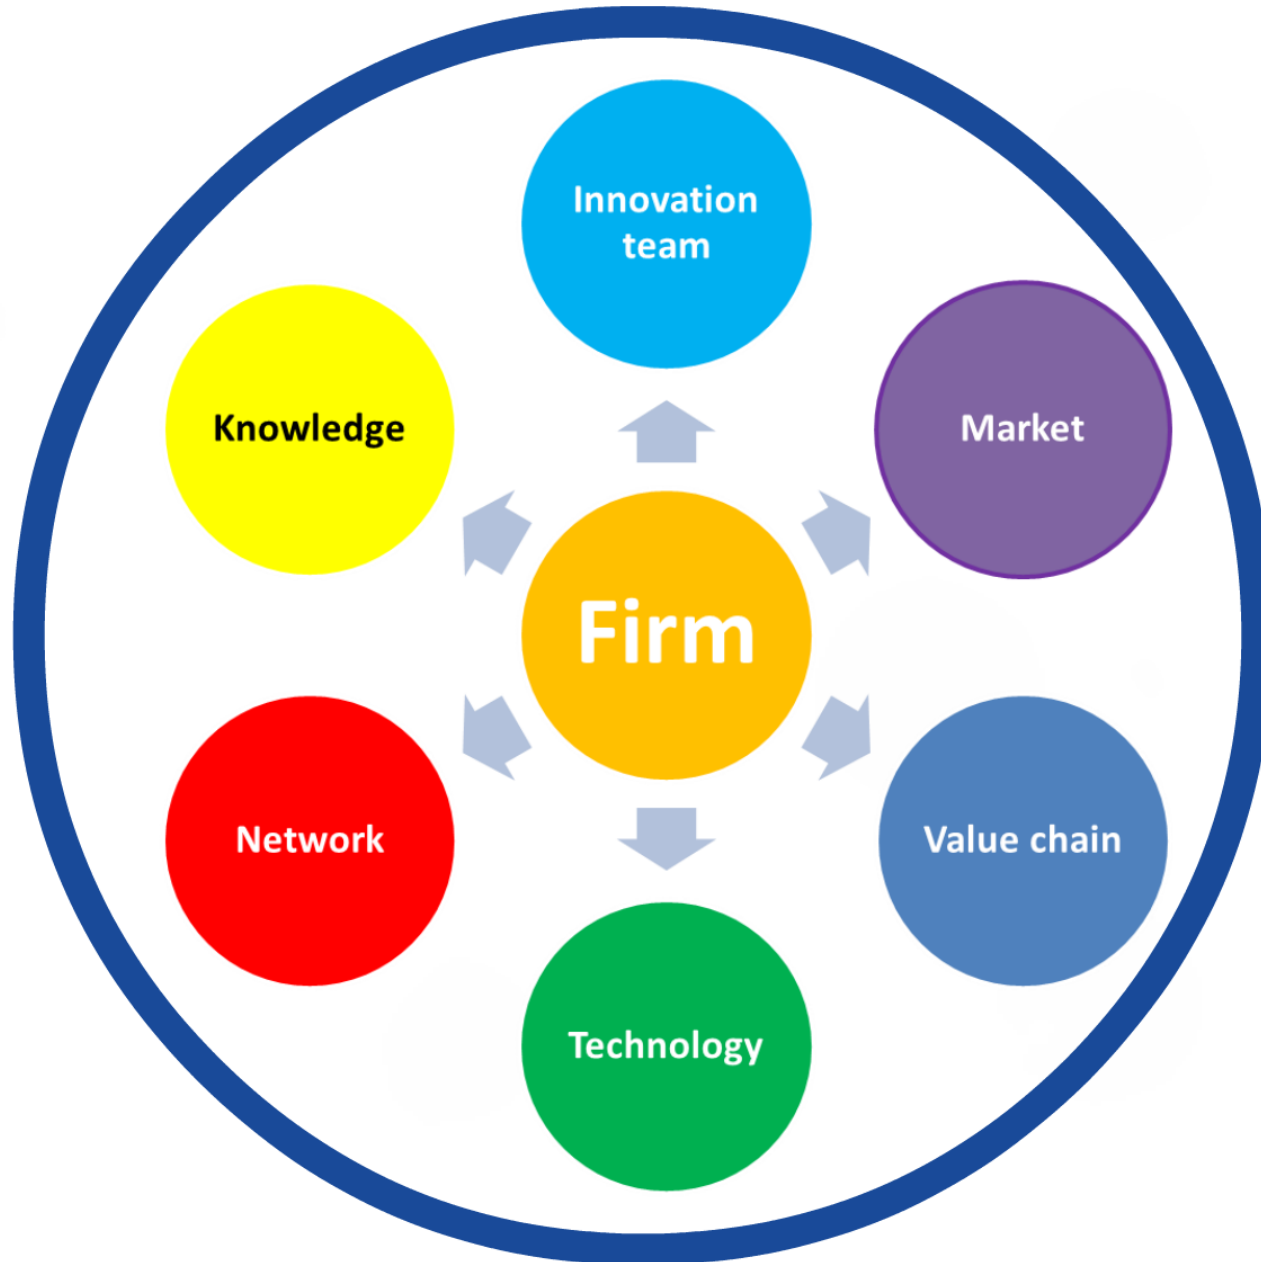 Innovation
team
Knowledge
Market
Firm
Network
Value chain
Technology